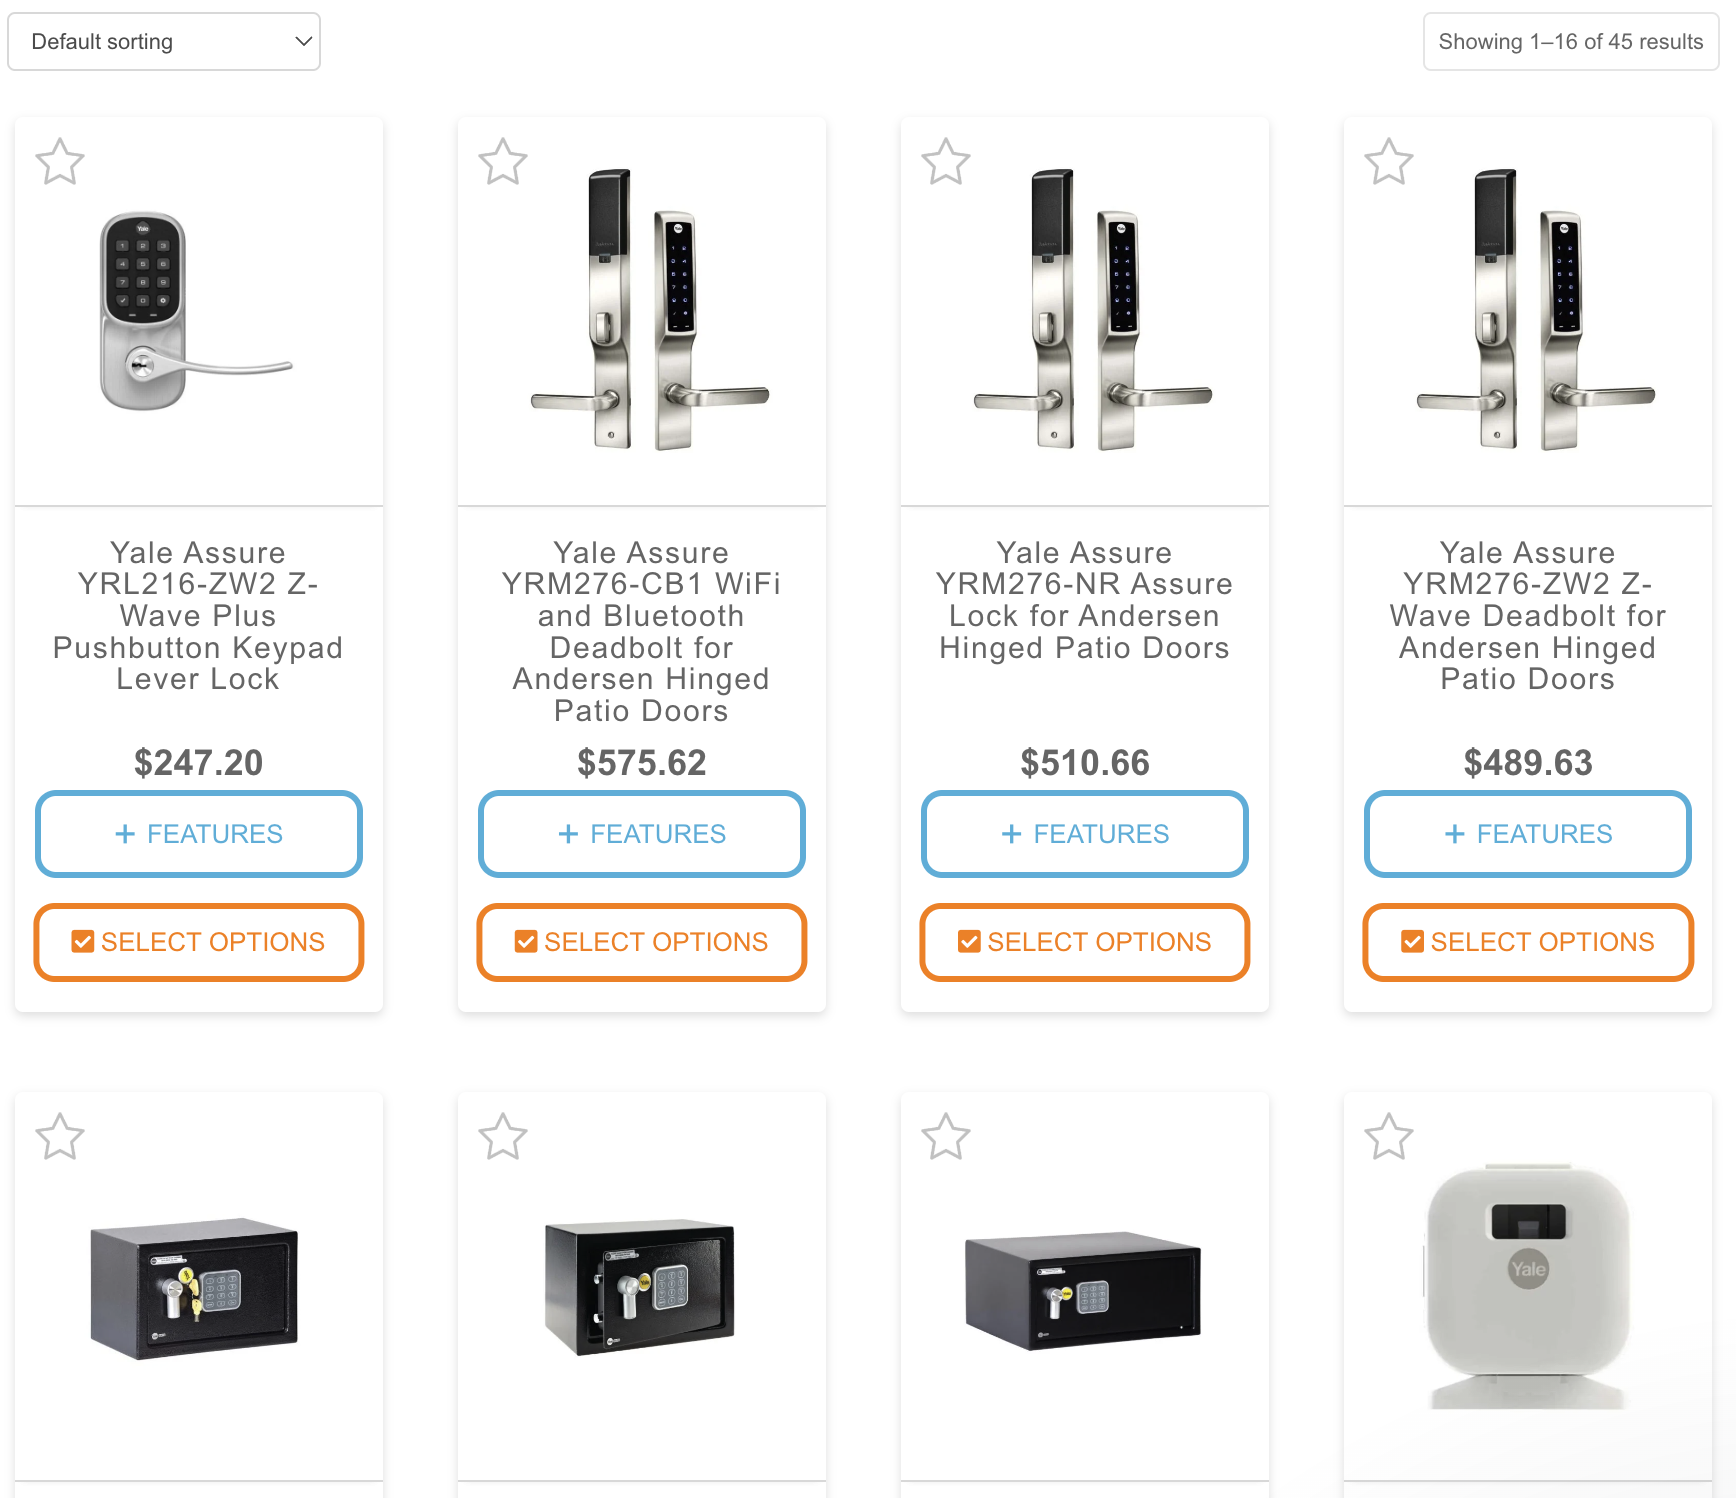 Default sorting
Showing 1–16 of 45 results
Yale
Yale Assure
YRL216-ZW2 Z-
Wave Plus
Pushbutton Keypad
Lever Lock
$247.20
+ FEATURES
SELECT OPTIONS
Yale Assure
YRM276-CB1 WiFi
and Bluetooth
Deadbolt for
Andersen Hinged
Patio Doors
$575.62
+ FEATURES
SELECT OPTIONS
Yale Assure
YRM276-NR Assure
Lock for Andersen
Hinged Patio Doors
$510.66
+ FEATURES
SELECT OPTIONS
Yale Assure
YRM276-ZW2 Z-
Wave Deadbolt for
Andersen Hinged
Patio Doors
$489.63
+ FEATURES
SELECT OPTIONS
Yale